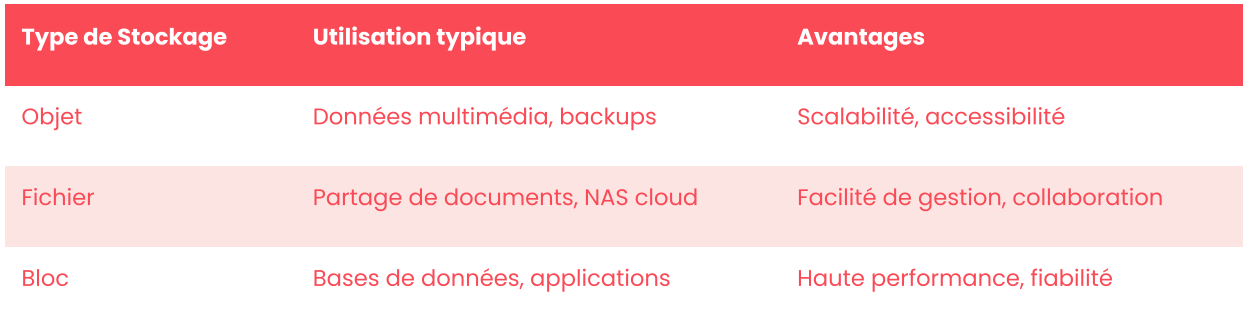 Type de Stockage Utilisation typique Avantages
Objet Données multimédia, backups Scalabilité, accessibilité
Fichier Partage de documents, NAS cloud Facilité de gestion, collaboration
Bloc Bases de données, applications Haute performance, fiabilité